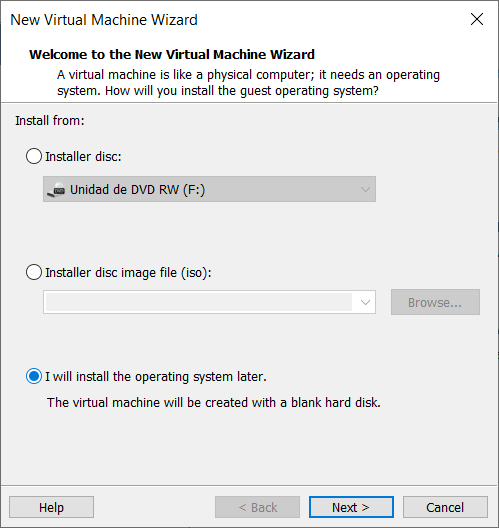 New Virtual Machine Wizard
Welcome to the New Virtual Machine Wizard
A virtual machine is like a physical computer; it needs an operating
system. How will you install the guest operating system?
Install from:
Installer disc:
Unidad de DVD RW (F:)
Installer disc image file (iso):
Browse...
I will install the operating system later.
The virtual machine will be created with a blank hard disk.
Help
< Back
Next >
Cancel